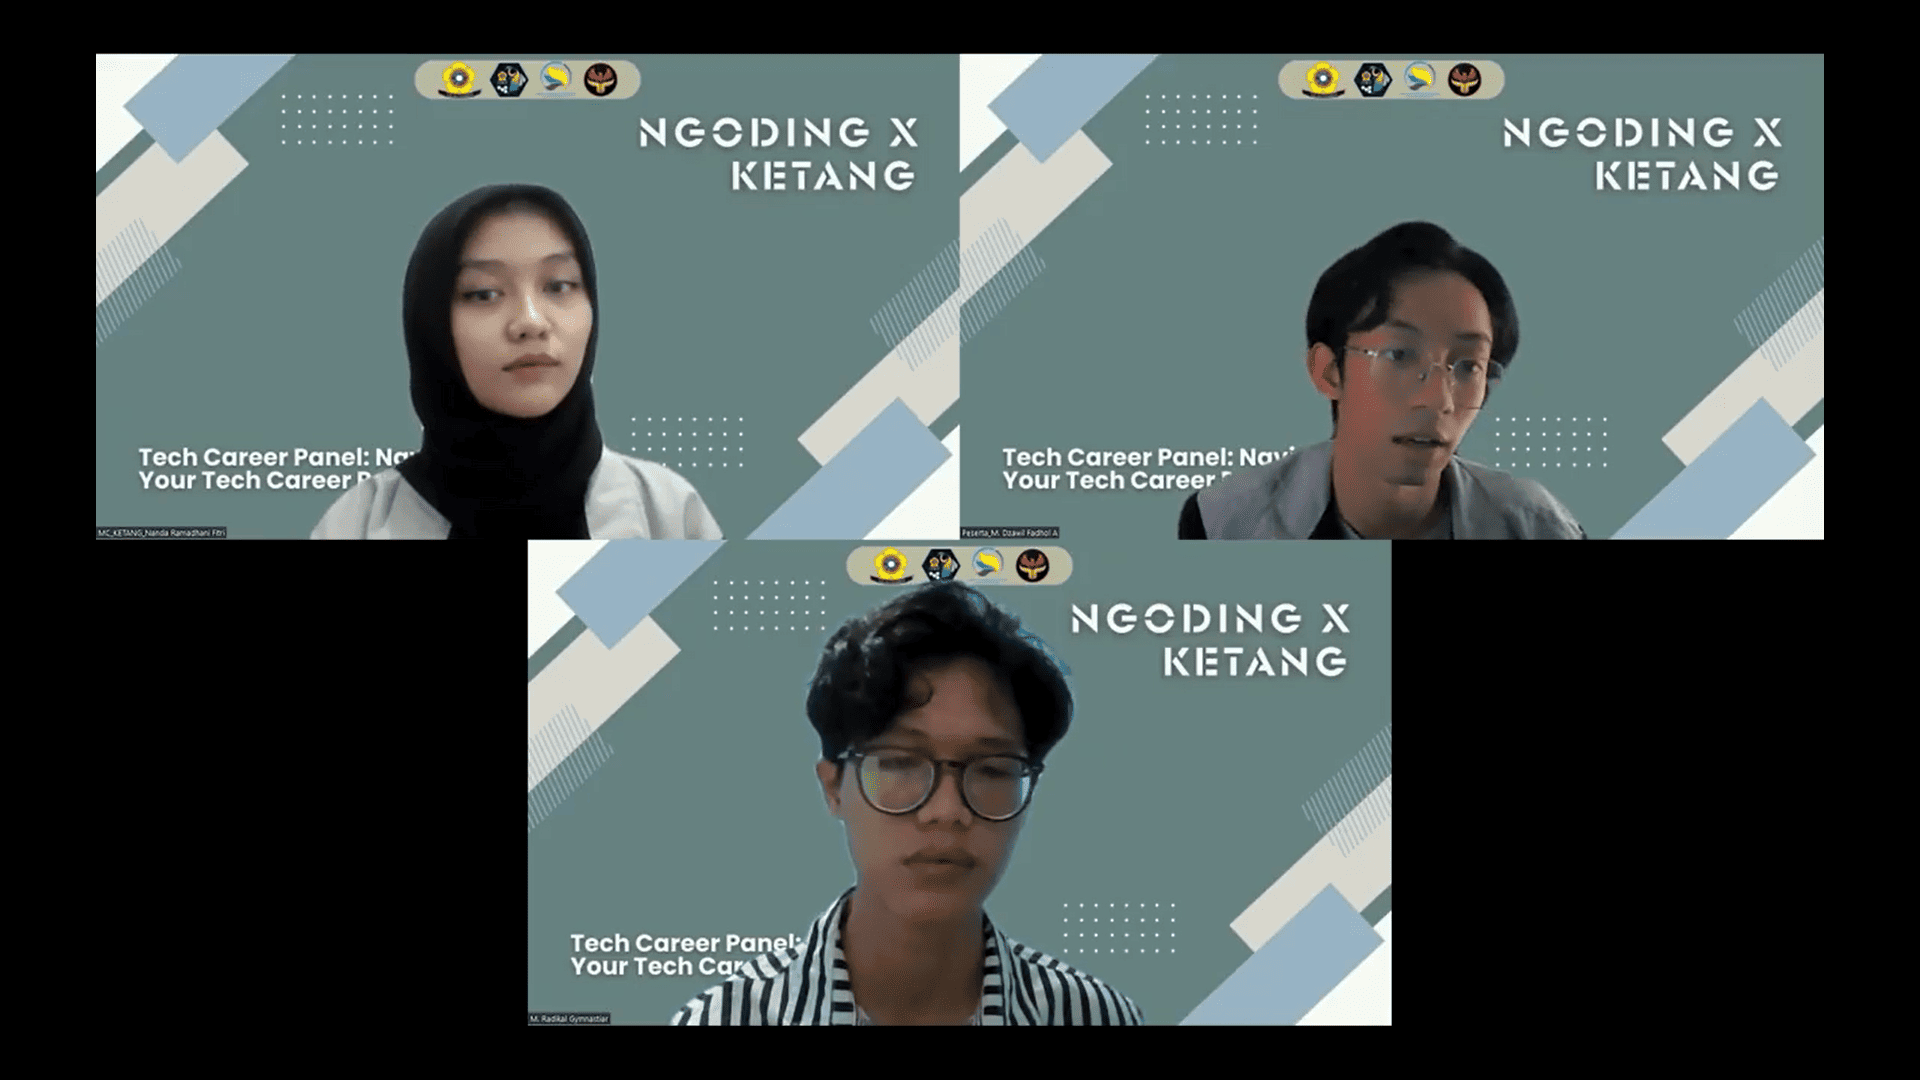 NGODING X
KETANG
Tech Career Panel: Nav
Your Tech Career P
MC_KETANG_Nanda Ramadhani Fitri
NGODING X
KETANG
Tech Career Panel: Navi
Your Tech Career
Peserta_M. Dzawil Fadhol A
NGODING X
KETANG
Tech Career Panel:
Your Tech Car
M. Radikal Gymnastiar